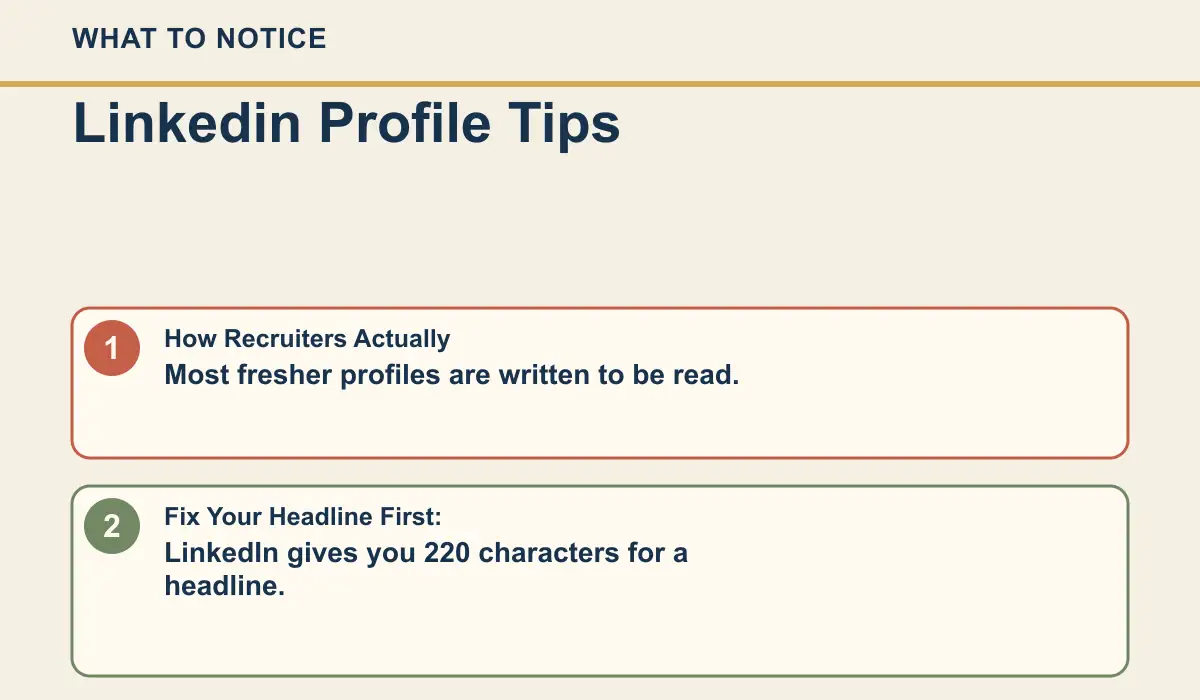 WHAT TO NOTICE
Linkedin Profile Tips
1
How Recruiters Actually
Most fresher profiles are written to be read.
2
Fix Your Headline First:
LinkedIn gives you 220 characters for a
headline.